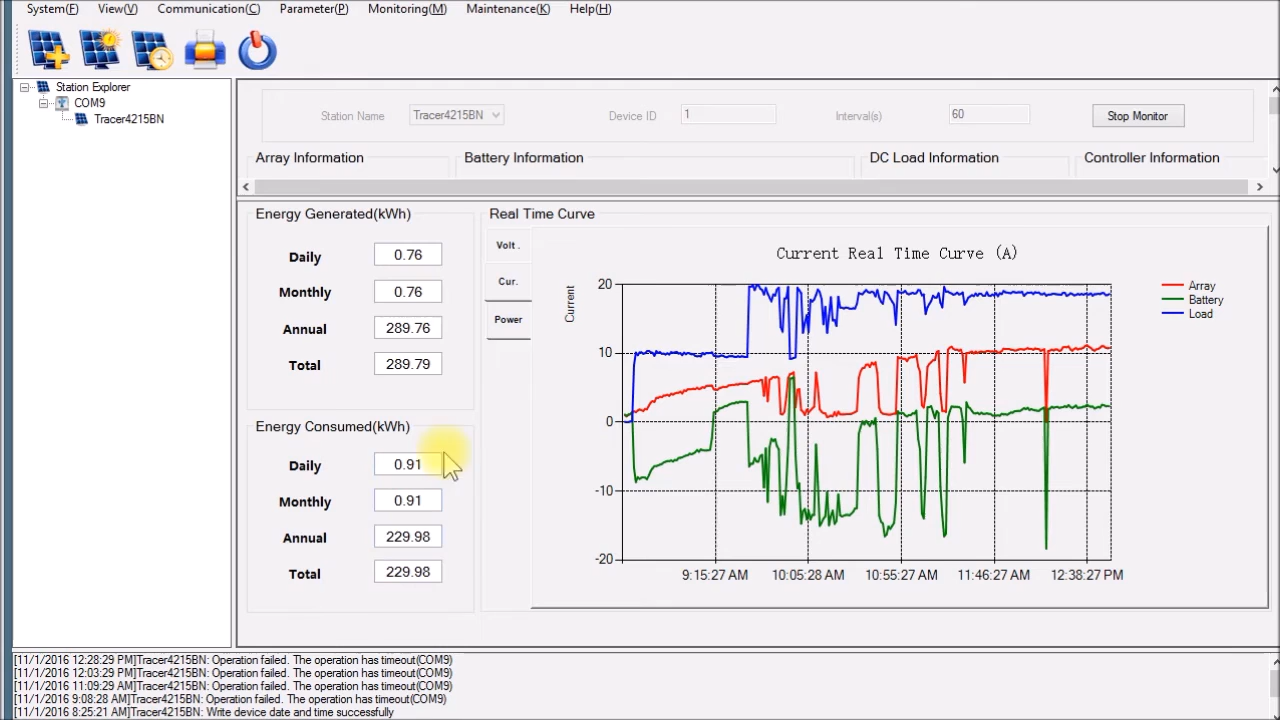 System(F) View(V) Communication(C) Parameter(P) Monitoring(M) Maintenance(K) Help(H)
Station Explorer
COM9
Tracer4215BN
Station Name Tracer4215BN Device ID 1 Interval(s) 60 Stop Monitor
Array Information Battery Information DC Load Information Controller Information
Energy Generated(kWh)
Daily 0.76
Monthly 0.76
Annual 289.76
Total 289.79
Energy Consumed(kWh)
Daily 0.91
Monthly 0.91
Annual 229.98
Total 229.98
Real Time Curve
Volt .
Cur.
Power
Current Real Time Curve (A)
Current
20
10
0
-10
-20
9:15:27 AM 10:05:28 AM 10:55:27 AM 11:46:27 AM 12:38:27 PM
Array
Battery
Load
[11/1/2016 12:28:29 PM]Tracer4215BN: Operation failed. The operation has timeout(COM9)
[11/1/2016 12:03:29 PM]Tracer4215BN: Operation failed. The operation has timeout(COM9)
[11/1/2016 11:09:29 AM]Tracer4215BN: Operation failed. The operation has timeout(COM9)
[11/1/2016 9:08:28 AM]Tracer4215BN: Operation failed. The operation has timeout(COM9)
[11/1/2016 8:25:21 AM]Tracer4215BN: Write device date and time successfully